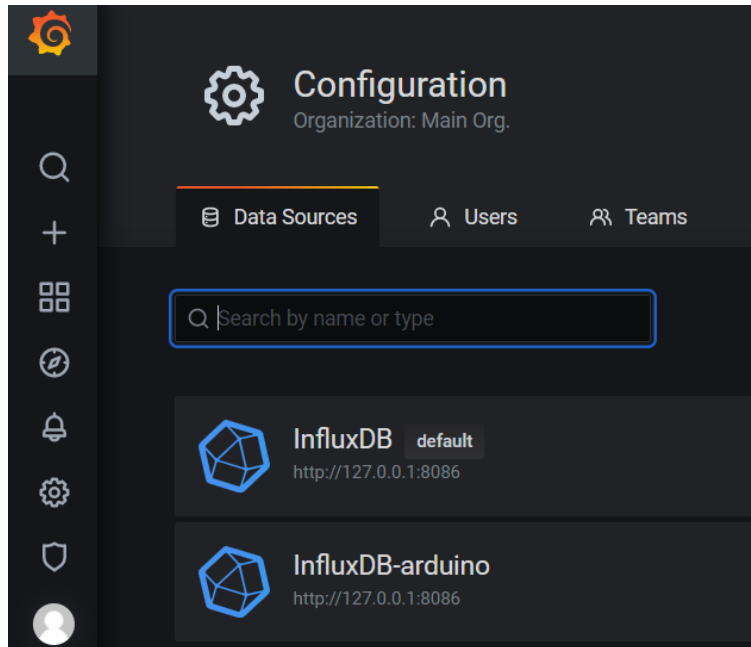 Configuration
Organization: Main Org.
Data Sources
Users
Teams
Search by name or type
InfluxDB default
http://127.0.0.1:8086
InfluxDB-arduino
http://127.0.0.1:8086